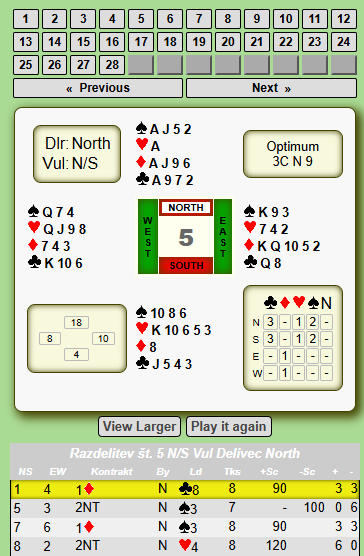 1 2 3 4 5 6 7 8 9 10 11 12
13 14 15 16 17 18 19 20 21 22 23 24
25 26 27 28
« Previous Next »
Dlr: North
Vul: N/S
♠ A J 5 2
♥ A
♦ A J 9 6
♣ A 9 7 2
Optimum
3C N 9
♠ Q 7 4
♥ Q J 9 8
♦ 7 4 3
♣ K 10 6
NORTH
WEST
5
EAST
SOUTH
♠ K 9 3
♥ 7 4 2
♦ K Q 10 5 2
♣ Q 8
18
8 10
4
♠ 10 8 6
♥ K 10 6 5 3
♦ 8
♣ J 5 4 3
♣ ♦ ♥ ♠ N
N 3 - 1 2 -
S 3 - 1 2 -
E - 1 - - -
W - 1 - - -
View Larger Play it again
Razdelitev št. 5 N/S Vul Delivec North
NS EW Kontrakt By Ld Tks +Sc -Sc + -
1 4 1♦ N ♣8 8 90 3 3
5 3 2NT N ♠3 7 - 100 0 6
7 6 1♦ N ♠3 8 90 3 3
8 2 2NT N ♥4 8 120 6 0